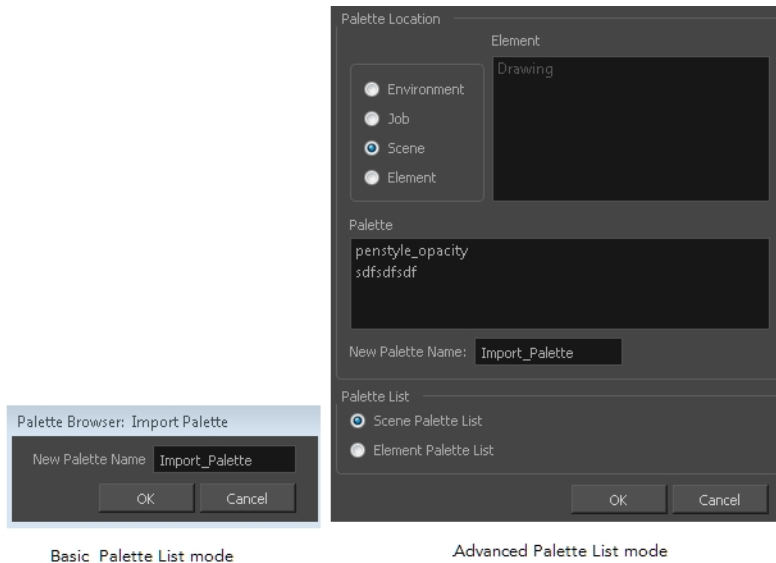 Palette Location
Element
Drawing
Environment
Job
Scene
Element
Palette
penstyle_opacity
sdfsdfsdf
New Palette Name: Import_Palette
Palette List
Scene Palette List
Element Palette List
OK Cancel
Advanced Palette List mode
Palette Browser: Import Palette
New Palette Name Import_Palette
OK Cancel
Basic Palette List mode